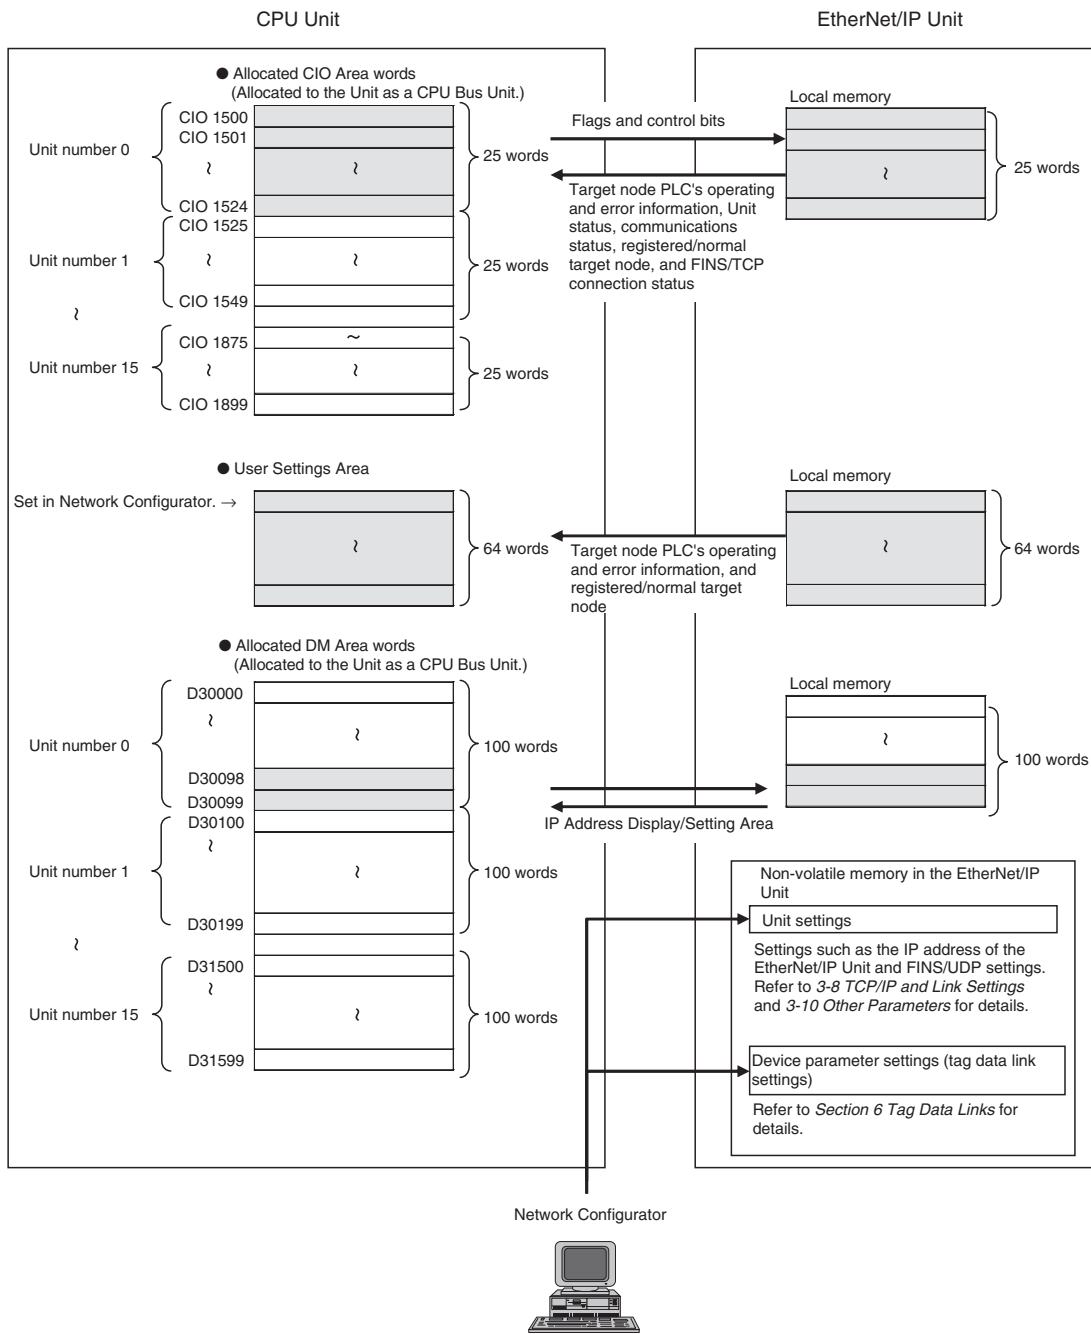 CPU Unit
EtherNet/IP Unit
● Allocated CIO Area words
(Allocated to the Unit as a CPU Bus Unit.)
Local memory
CIO 1500
CIO 1501
Unit number 0
CIO 1524
25 words
Flags and control bits
25 words
Target node PLC's operating
and error information, Unit
status, communications
status, registered/normal
target node, and FINS/TCP
connection status
CIO 1525
Unit number 1
CIO 1549
25 words
CIO 1875
Unit number 15
CIO 1899
25 words
● User Settings Area
Local memory
Set in Network Configurator. →
64 words
Target node PLC's operating
and error information, and
registered/normal target
node
64 words
● Allocated DM Area words
(Allocated to the Unit as a CPU Bus Unit.)
Local memory
D30000
Unit number 0
D30098
D30099
100 words
100 words
IP Address Display/Setting Area
D30100
Unit number 1
D30199
100 words
D31500
Unit number 15
D31599
100 words
Non-volatile memory in the EtherNet/IP
Unit
Unit settings
Settings such as the IP address of the
EtherNet/IP Unit and FINS/UDP settings.
Refer to 3-8 TCP/IP and Link Settings
and 3-10 Other Parameters for details.
Device parameter settings (tag data link
settings)
Refer to Section 6 Tag Data Links for
details.
Network Configurator